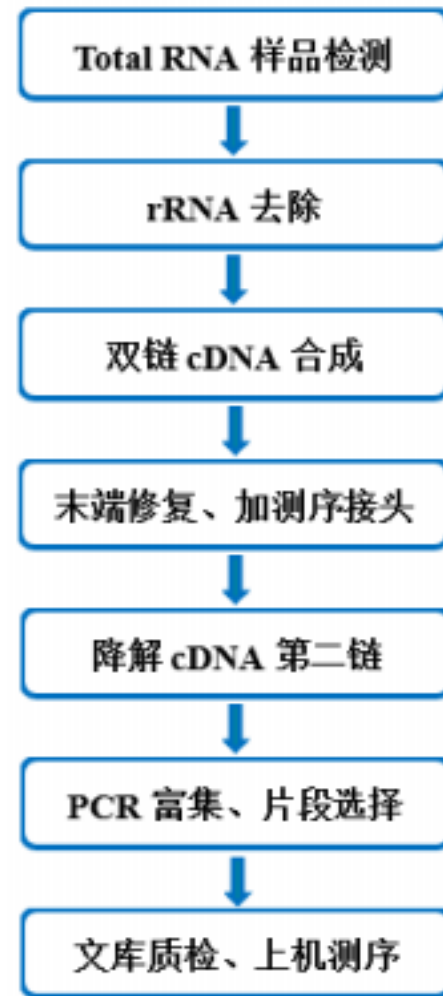 Total RNA 样品检测
rRNA 去除
双链 cDNA 合成
末端修复、加测序接头
降解 cDNA 第二链
PCR 富集、片段选择
文库质检、上机测序